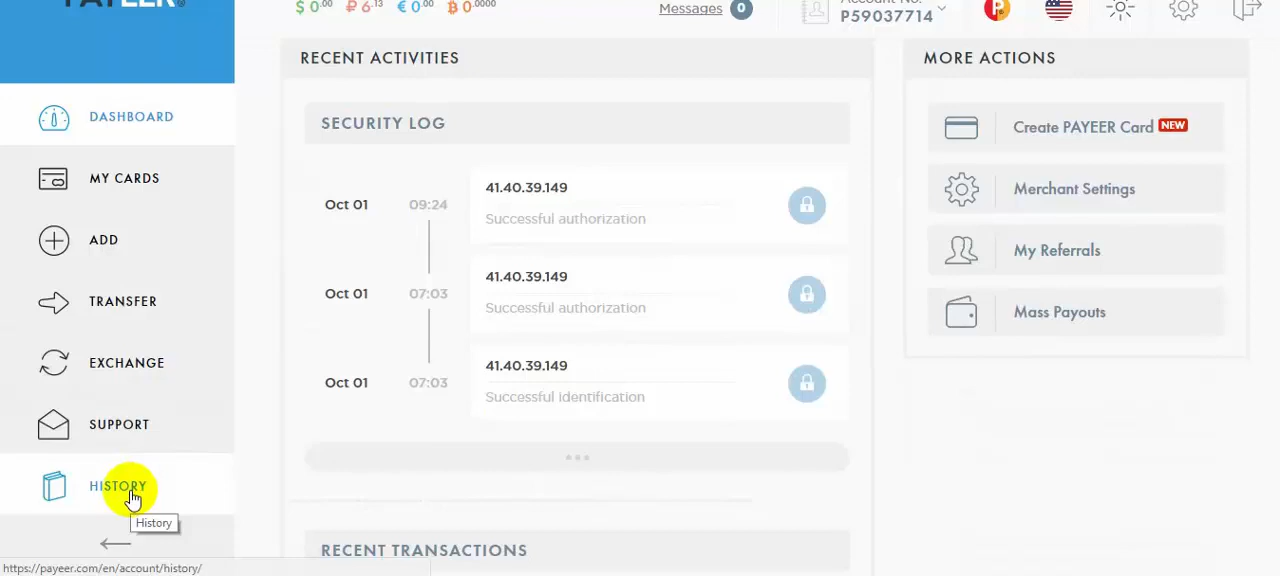 PAYEER
$ 0.00 ₽ 6.13 € 0.00 ₿ 0.0000
Messages 0
Account No.
P59037714
DASHBOARD
MY CARDS
ADD
TRANSFER
EXCHANGE
SUPPORT
HISTORY
History
RECENT ACTIVITIES
SECURITY LOG
Oct 01 09:24
41.40.39.149
Successful authorization
Oct 01 07:03
41.40.39.149
Successful authorization
Oct 01 07:03
41.40.39.149
Successful identification
RECENT TRANSACTIONS
MORE ACTIONS
Create PAYEER Card NEW
Merchant Settings
My Referrals
Mass Payouts
https://payeer.com/en/account/history/